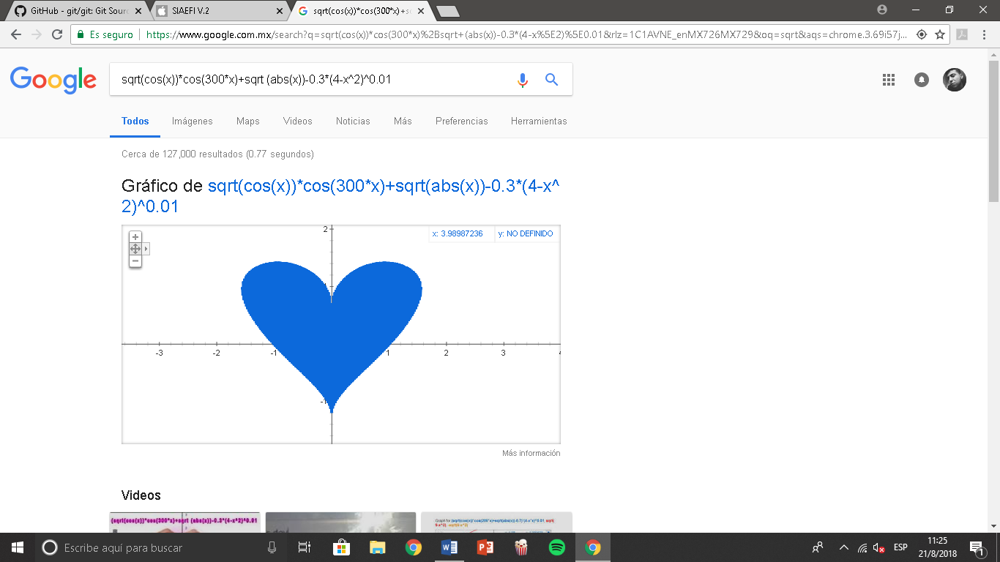 GitHub - git/git: Git Sourc
SIAEFI V.2
sqrt(cos(x))*cos(300*x)+s
Es seguro
https://www.google.com.mx/search?q=sqrt(cos(x))*cos(300*x)%2Bsqrt+(abs(x))-0.3*(4-x%5E2)%5E0.01&rlz=1C1AVNE_enMX726MX729&oq=sqrt&aqs=chrome.3.69i57j...
Google
sqrt(cos(x))*cos(300*x)+sqrt (abs(x))-0.3*(4-x^2)^0.01
Todos Imágenes Maps Videos Noticias Más Preferencias Herramientas
Cerca de 127,000 resultados (0.77 segundos)
Gráfico de sqrt(cos(x))*cos(300*x)+sqrt(abs(x))-0.3*(4-x^
2)^0.01
x: 3.98987236 y: NO DEFINIDO
2
-3 -2 -1 1 2 3 4
-1
Más información
Videos
(sqrt(cos(x))*cos(300*x)+sqrt (abs(x))-0.3*(4-x^2)^0.01
Escribe aquí para buscar
ESP
11:25
21/8/2018
1